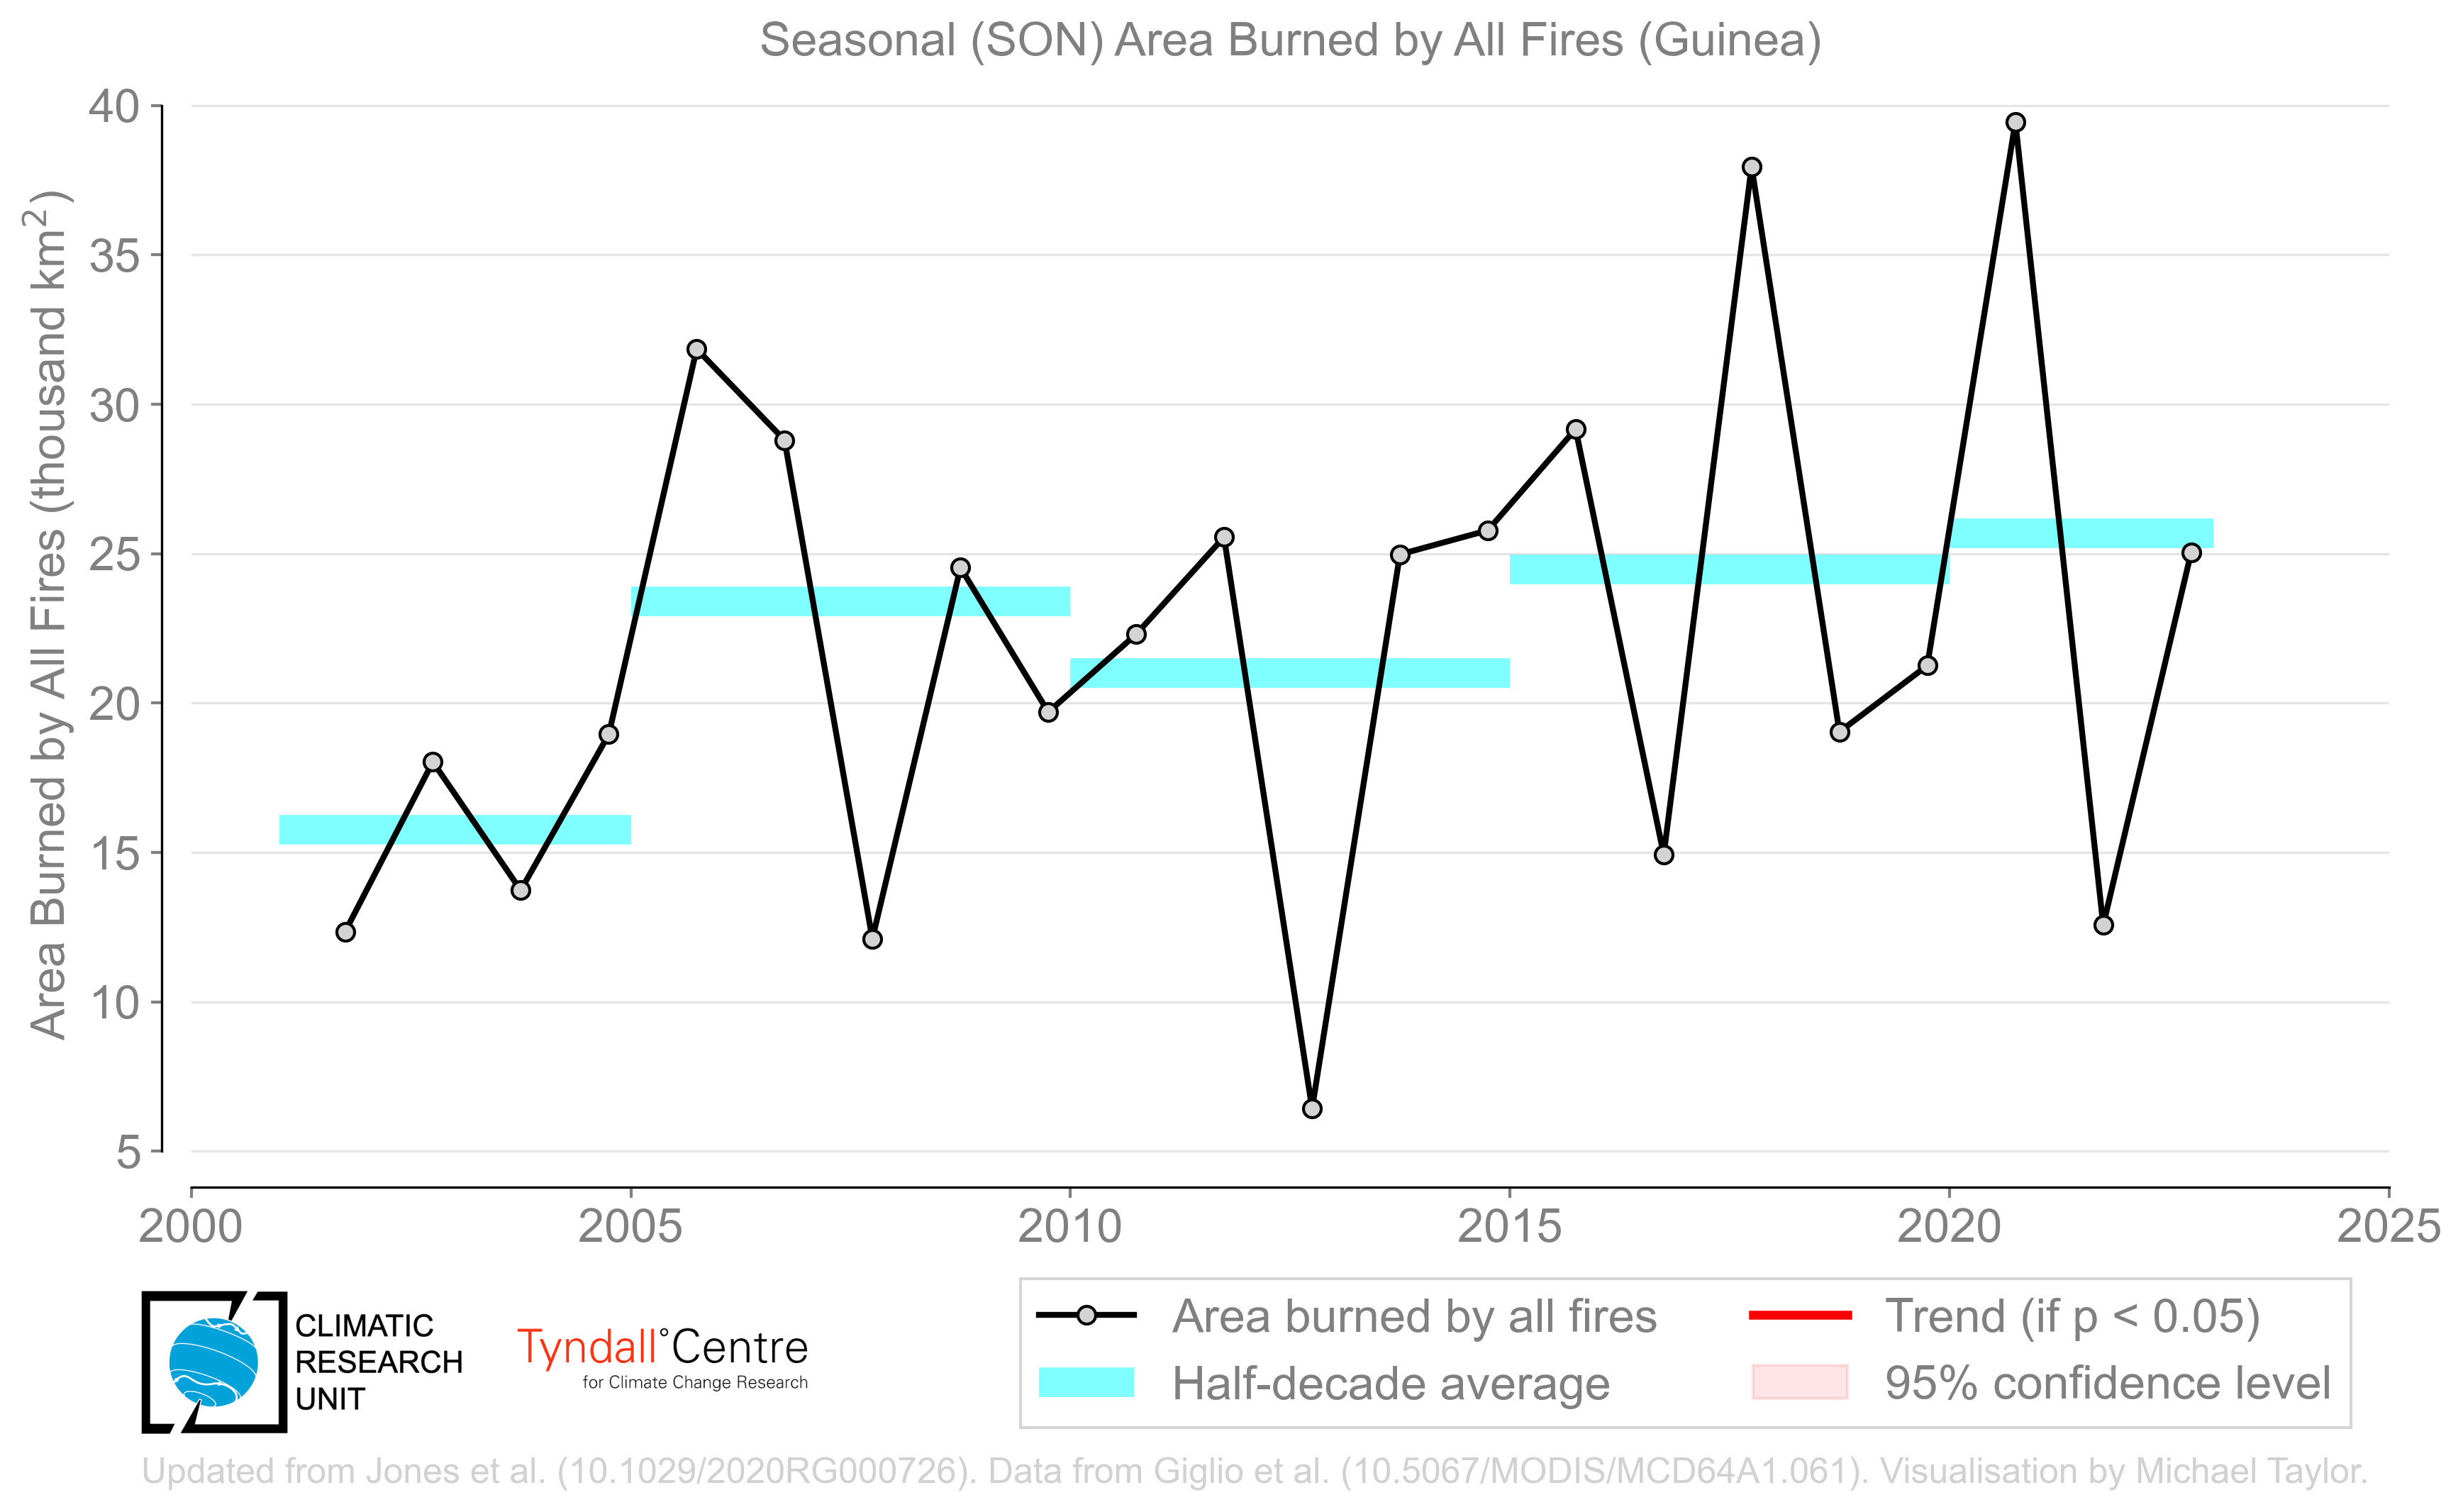 Seasonal (SON) Area Burned by All Fires (Guinea)
Area Burned by All Fires (thousand km²)
40
35
30
25
20
15
10
5
2000 2005 2010 2015 2020 2025
CLIMATIC
RESEARCH
UNIT
Tyndall°Centre
for Climate Change Research
Area burned by all fires
Half-decade average
Trend (if p < 0.05)
95% confidence level
Updated from Jones et al. (10.1029/2020RG000726). Data from Giglio et al. (10.5067/MODIS/MCD64A1.061). Visualisation by Michael Taylor.